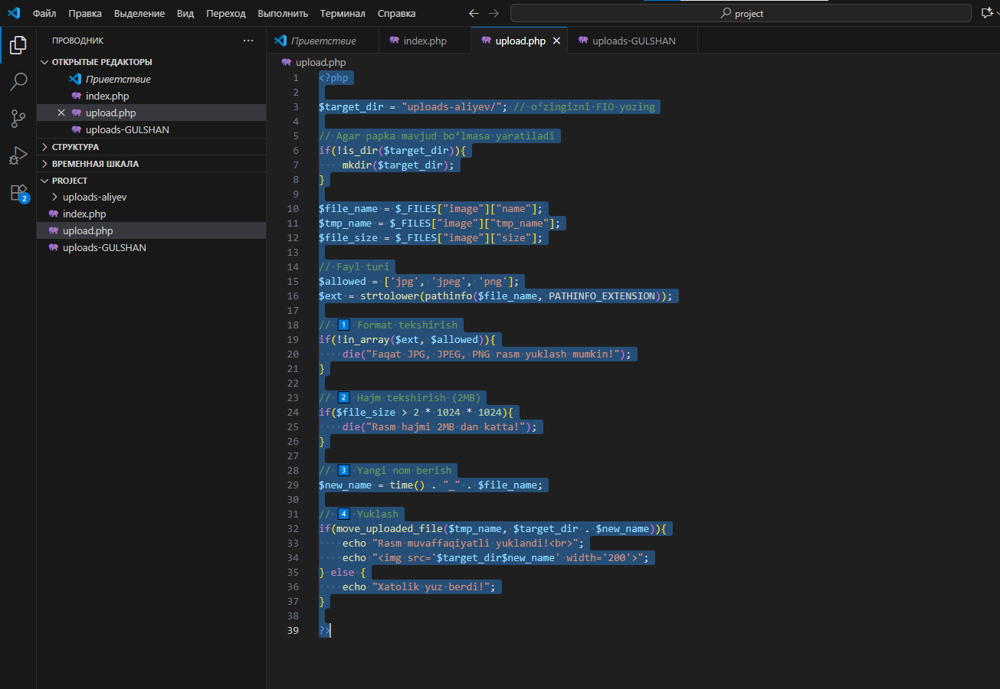 Файл Правка Выделение Вид Переход Выполнить Терминал Справка
project
ПРОВОДНИК
ОТКРЫТЫЕ РЕДАКТОРЫ
Приветствие
index.php
upload.php
uploads-GULSHAN
СТРУКТУРА
ВРЕМЕННАЯ ШКАЛА
PROJECT
uploads-aliyev
index.php
upload.php
uploads-GULSHAN
2
Приветствие index.php upload.php uploads-GULSHAN
upload.php
1 <?php
2
3 $target_dir = "uploads-aliyev/"; // o‘zingizni FIO yozing
4
5 // Agar papka mavjud bo‘lmasa yaratiladi
6 if(!is_dir($target_dir)){
7     mkdir($target_dir);
8 }
9
10 $file_name = $_FILES["image"]["name"];
11 $tmp_name = $_FILES["image"]["tmp_name"];
12 $file_size = $_FILES["image"]["size"];
13
14 // Fayl turi
15 $allowed = ['jpg', 'jpeg', 'png'];
16 $ext = strtolower(pathinfo($file_name, PATHINFO_EXTENSION));
17
18 // 1️⃣ Format tekshirish
19 if(!in_array($ext, $allowed)){
20     die("Faqat JPG, JPEG, PNG rasm yuklash mumkin!");
21 }
22
23 // 2️⃣ Hajm tekshirish (2MB)
24 if($file_size > 2 * 1024 * 1024){
25     die("Rasm hajmi 2MB dan katta!");
26 }
27
28 // 3️⃣ Yangi nom berish
29 $new_name = time() . "_" . $file_name;
30
31 // 4️⃣ Yuklash
32 if(move_uploaded_file($tmp_name, $target_dir . $new_name)){
33     echo "Rasm muvaffaqiyatli yuklandi!<br>";
34     echo "<img src='$target_dir$new_name' width='200'>";
35 } else {
36     echo "Xatolik yuz berdi!";
37 }
38
39 ?>